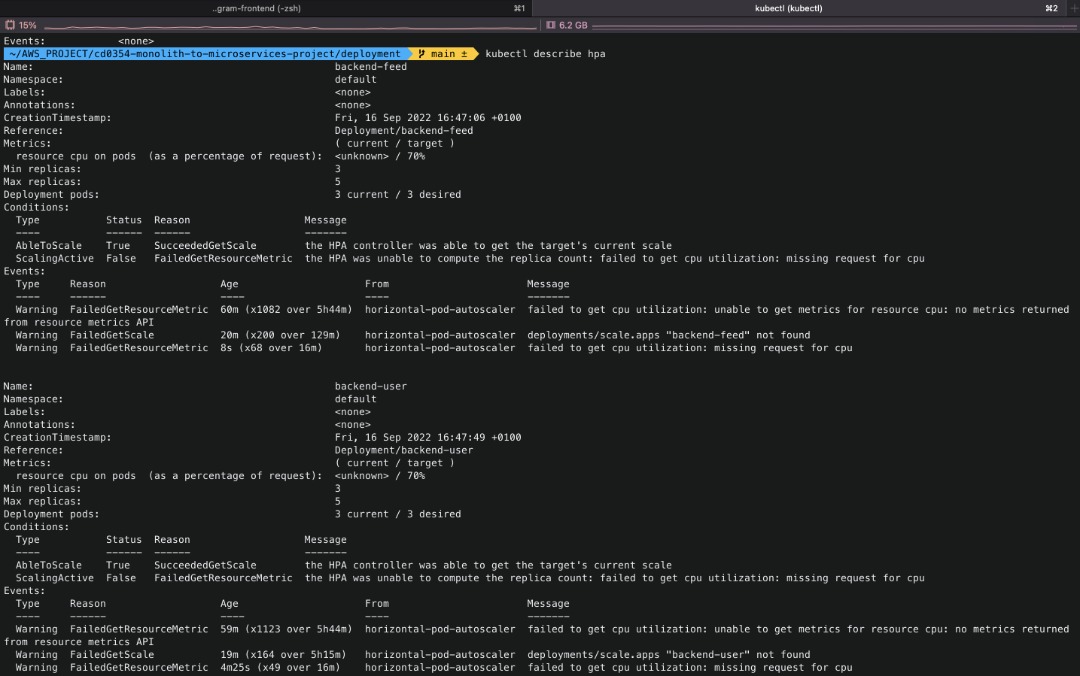 ..gram-frontend (-zsh) ⌘1 kubectl (kubectl) ⌘2
15% 6.2 GB
Events: <none>
~/AWS_PROJECT/cd0354-monolith-to-microservices-project/deployment main ± kubectl describe hpa
Name: backend-feed
Namespace: default
Labels: <none>
Annotations: <none>
CreationTimestamp: Fri, 16 Sep 2022 16:47:06 +0100
Reference: Deployment/backend-feed
Metrics: ( current / target )
resource cpu on pods (as a percentage of request): <unknown> / 70%
Min replicas: 3
Max replicas: 5
Deployment pods: 3 current / 3 desired
Conditions:
Type Status Reason Message
---- ------ ------ -------
AbleToScale True SucceededGetScale the HPA controller was able to get the target's current scale
ScalingActive False FailedGetResourceMetric the HPA was unable to compute the replica count: failed to get cpu utilization: missing request for cpu
Events:
Type Reason Age From Message
---- ------ ---- ---- -------
Warning FailedGetResourceMetric 60m (x1082 over 5h44m) horizontal-pod-autoscaler failed to get cpu utilization: unable to get metrics for resource cpu: no metrics returned
from resource metrics API
Warning FailedGetScale 20m (x200 over 129m) horizontal-pod-autoscaler deployments/scale.apps "backend-feed" not found
Warning FailedGetResourceMetric 8s (x68 over 16m) horizontal-pod-autoscaler failed to get cpu utilization: missing request for cpu
Name: backend-user
Namespace: default
Labels: <none>
Annotations: <none>
CreationTimestamp: Fri, 16 Sep 2022 16:47:49 +0100
Reference: Deployment/backend-user
Metrics: ( current / target )
resource cpu on pods (as a percentage of request): <unknown> / 70%
Min replicas: 3
Max replicas: 5
Deployment pods: 3 current / 3 desired
Conditions:
Type Status Reason Message
---- ------ ------ -------
AbleToScale True SucceededGetScale the HPA controller was able to get the target's current scale
ScalingActive False FailedGetResourceMetric the HPA was unable to compute the replica count: failed to get cpu utilization: missing request for cpu
Events:
Type Reason Age From Message
---- ------ ---- ---- -------
Warning FailedGetResourceMetric 59m (x1123 over 5h44m) horizontal-pod-autoscaler failed to get cpu utilization: unable to get metrics for resource cpu: no metrics returned
from resource metrics API
Warning FailedGetScale 19m (x164 over 5h15m) horizontal-pod-autoscaler deployments/scale.apps "backend-user" not found
Warning FailedGetResourceMetric 4m25s (x49 over 16m) horizontal-pod-autoscaler failed to get cpu utilization: missing request for cpu